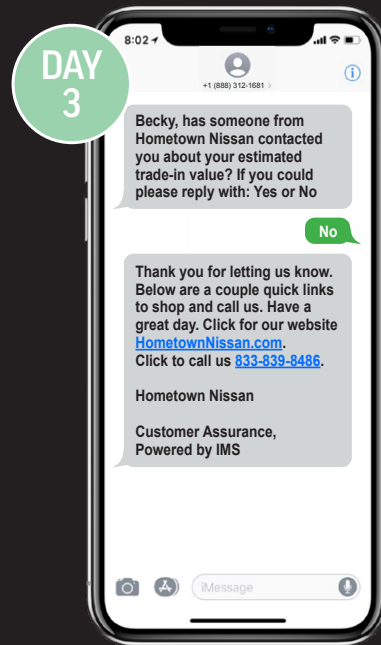 DAY
3
8:02
+1 (888) 312-1681 >
Becky, has someone from
Hometown Nissan contacted
you about your estimated
trade-in value? If you could
please reply with: Yes or No
No
Thank you for letting us know.
Below are a couple quick links
to shop and call us. Have a
great day. Click for our website
HometownNissan.com.
Click to call us 833-839-8486.
Hometown Nissan
Customer Assurance,
Powered by IMS
iMessage